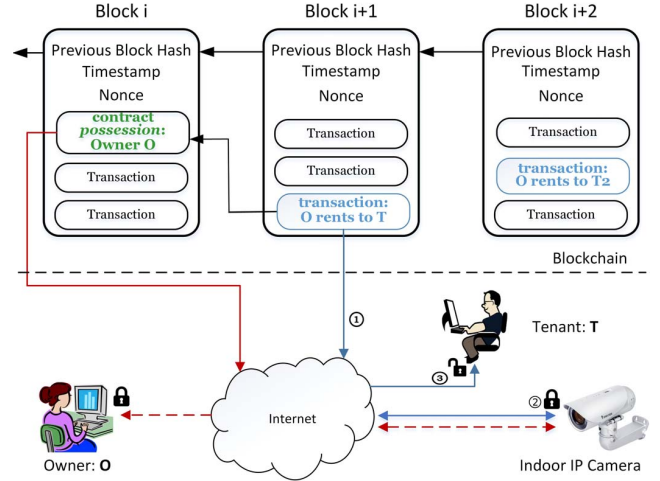 Block i
Block i+1
Block i+2
Previous Block Hash
Timestamp
Nonce
contract
possession:
Owner O
Transaction
Transaction
Previous Block Hash
Timestamp
Nonce
Transaction
Transaction
transaction:
O rents to T
Previous Block Hash
Timestamp
Nonce
Transaction
transaction:
O rents to T2
Transaction
Blockchain
①
Tenant: T
③
②
Internet
Owner: O
Indoor IP Camera